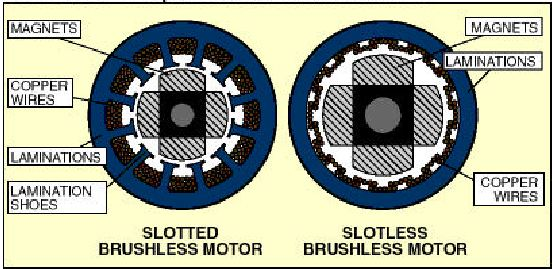 MAGNETS
COPPER
WIRES
LAMINATIONS
LAMINATION
SHOES
SLOTTED
BRUSHLESS MOTOR
MAGNETS
LAMINATIONS
COPPER
WIRES
SLOTLESS
BRUSHLESS MOTOR